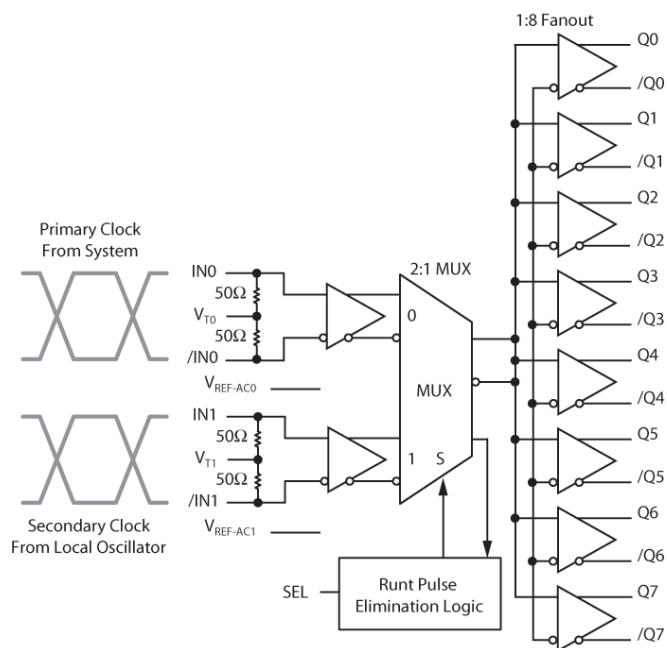 1:8 Fanout
Q0
/Q0
Q1
/Q1
Q2
/Q2
Q3
/Q3
Q4
/Q4
Q5
/Q5
Q6
/Q6
Q7
/Q7
Primary Clock
From System
IN0
50Ω
VT0
50Ω
/IN0
VREF-AC0
2:1 MUX
0
MUX
1
S
IN1
50Ω
VT1
50Ω
/IN1
VREF-AC1
Secondary Clock
From Local Oscillator
SEL
Runt Pulse
Elimination Logic